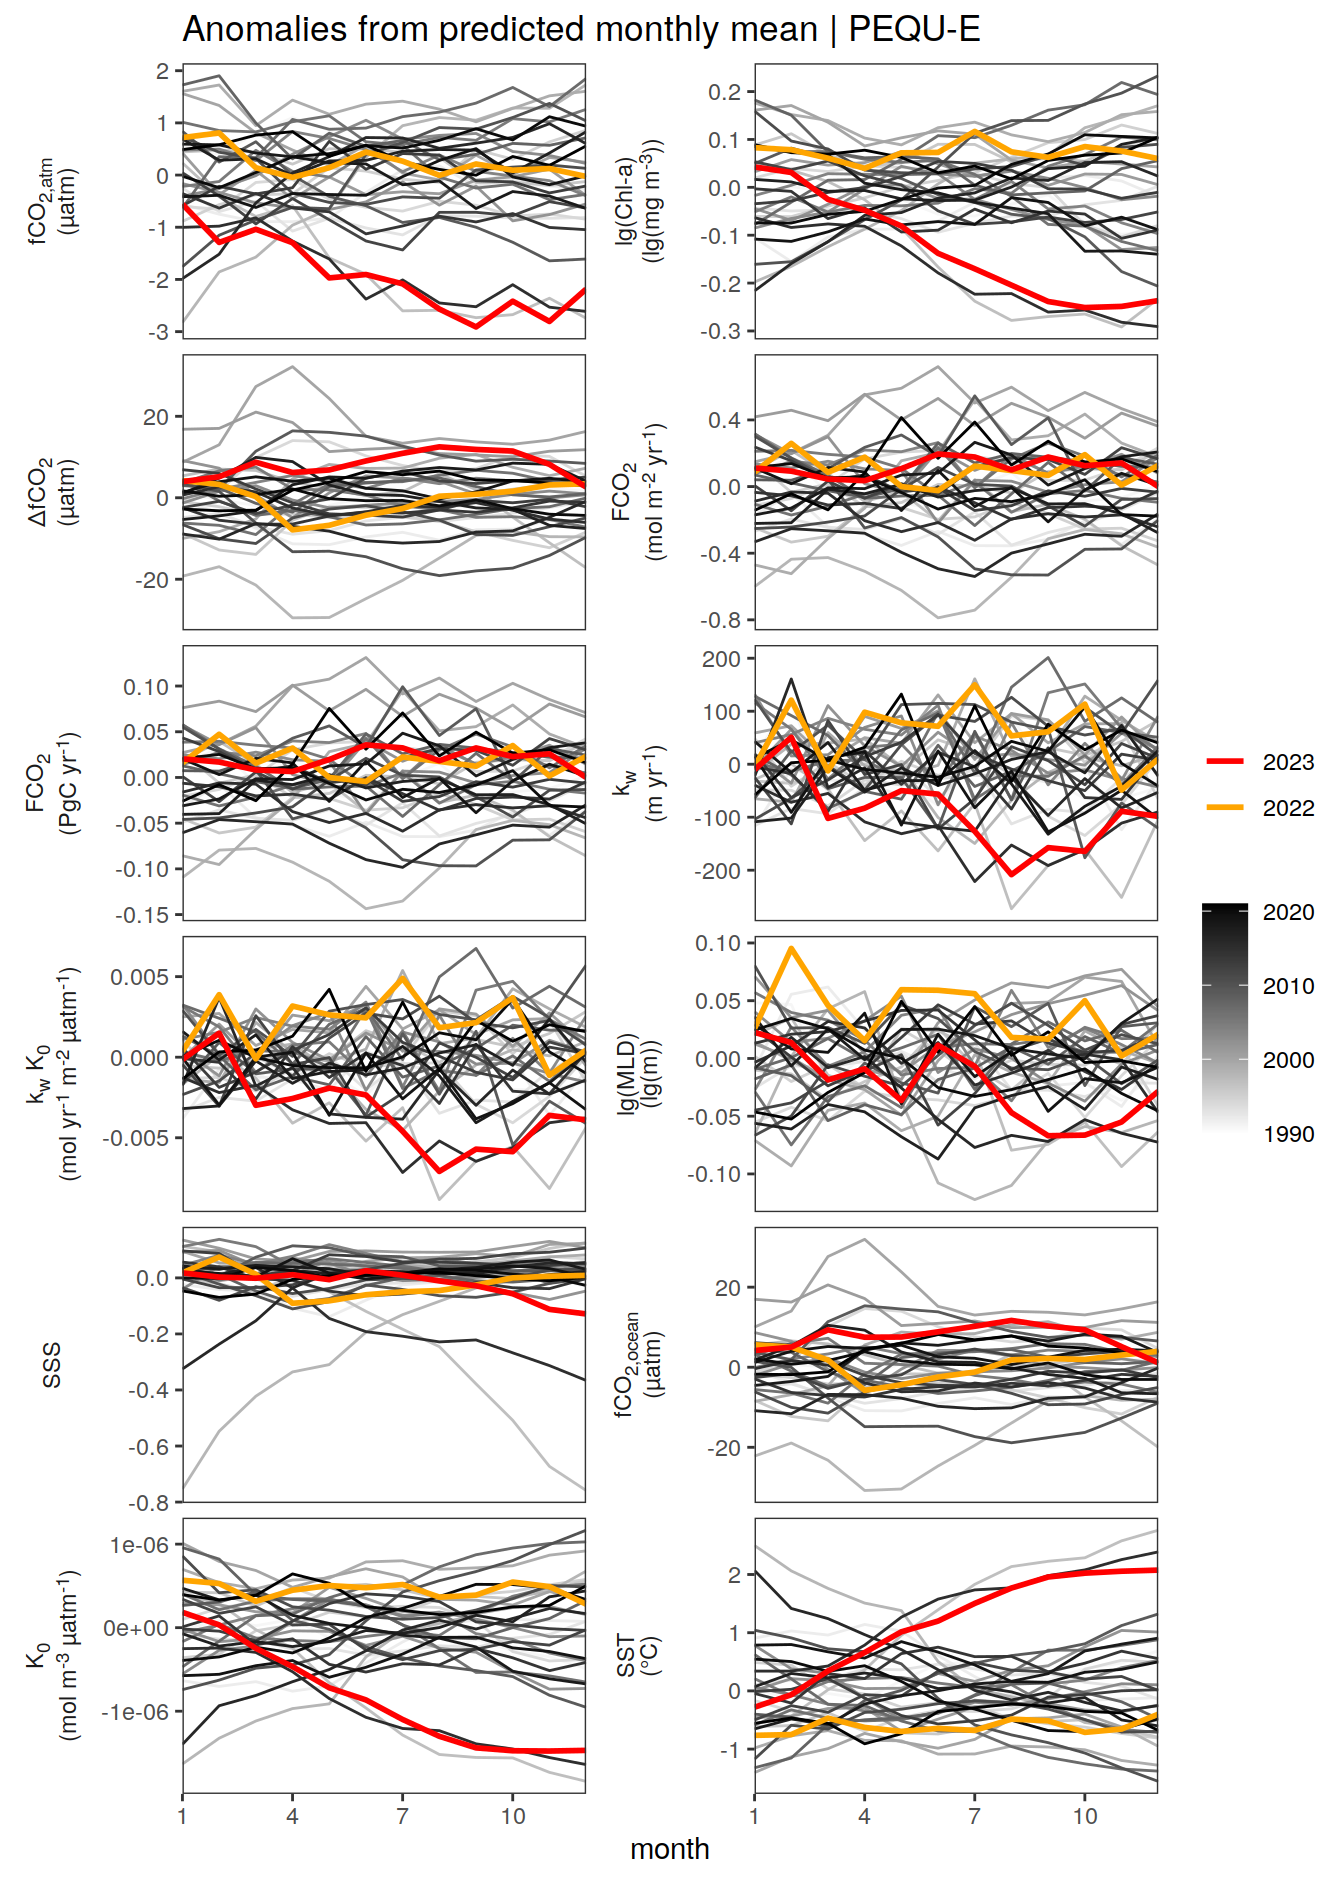 Anomalies from predicted monthly mean | PEQU-E
fCO2,atm
(µatm)
2
1
0
-1
-2
-3
lg(Chl-a)
(lg(mg m-3))
0.2
0.1
0.0
-0.1
-0.2
-0.3
ΔfCO2
(µatm)
20
0
-20
FCO2
(mol m-2 yr-1)
0.4
0.0
-0.4
-0.8
FCO2
(PgC yr-1)
0.10
0.05
0.00
-0.05
-0.10
-0.15
kw
(m yr-1)
200
100
0
-100
-200
kw K0
(mol yr-1 m-2 µatm-1)
0.005
0.000
-0.005
lg(MLD)
(lg(m))
0.10
0.05
0.00
-0.05
-0.10
SSS
0.0
-0.2
-0.4
-0.6
-0.8
fCO2,ocean
(µatm)
20
0
-20
K0
(mol m-3 µatm-1)
1e-06
0e+00
-1e-06
SST
(°C)
2
1
0
-1
1 4 7 10
1 4 7 10
month
2023
2022
2020
2010
2000
1990